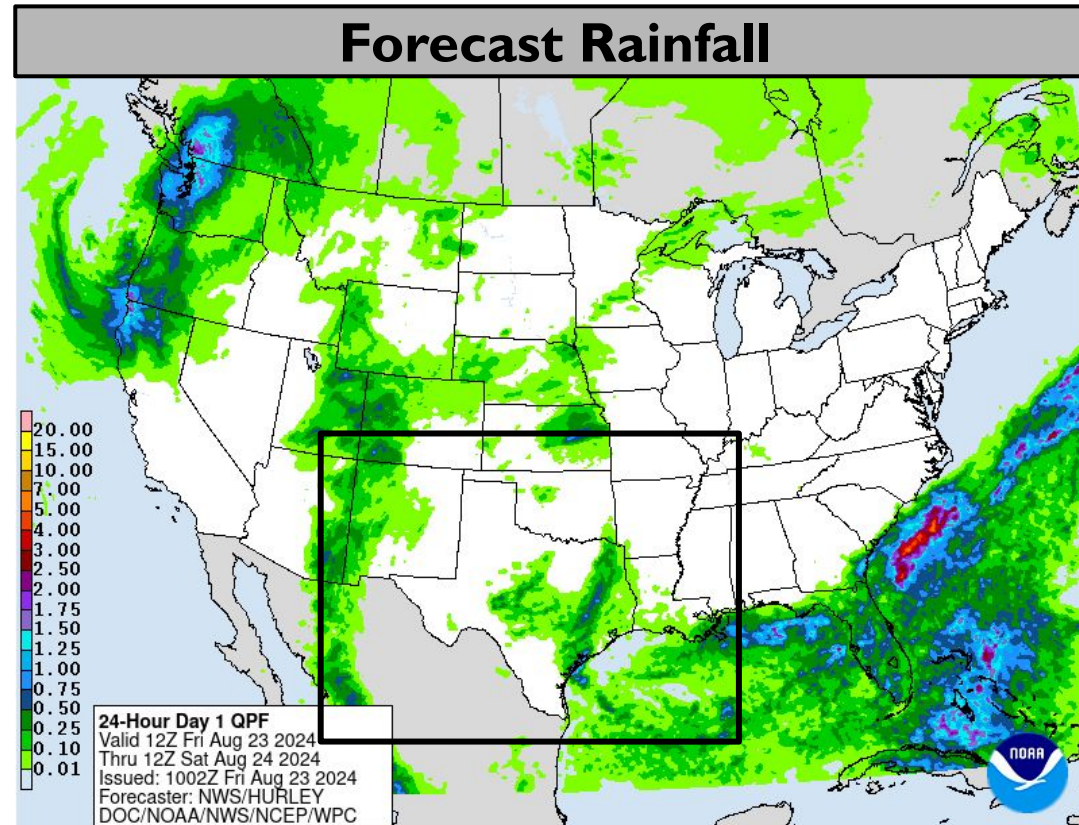 Forecast Rainfall
20.00
15.00
10.00
7.00
5.00
4.00
3.00
2.50
2.00
1.75
1.50
1.25
1.00
0.75
0.50
0.25
0.10
0.01
24-Hour Day 1 QPF
Valid 12Z Fri Aug 23 2024
Thru 12Z Sat Aug 24 2024
Issued: 1002Z Fri Aug 23 2024
Forecaster: NWS/HURLEY
DOC/NOAA/NWS/NCEP/WPC
NOAA